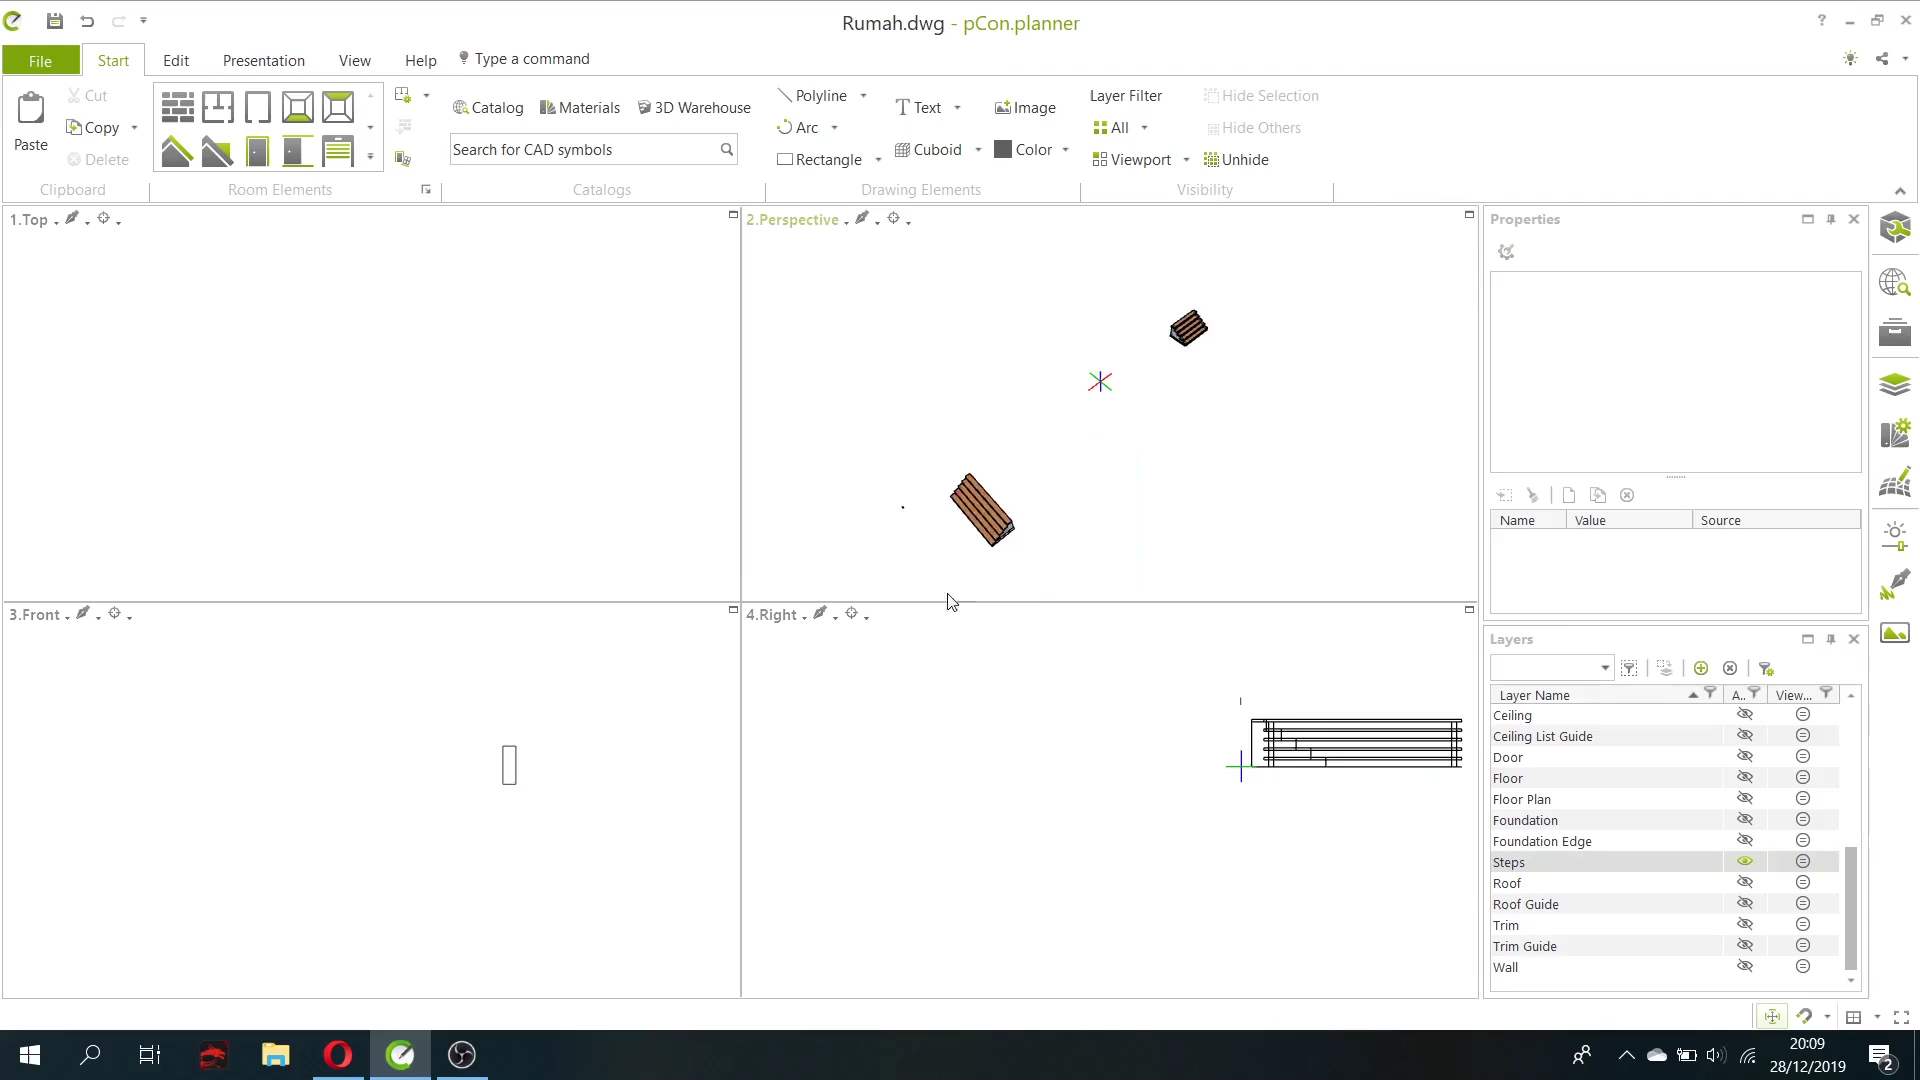 Rumah.dwg - pCon.planner
File
Start
Edit
Presentation
View
Help
Type a command
Paste
Cut
Copy
Delete
Clipboard
Room Elements
Catalog
Materials
3D Warehouse
Search for CAD symbols
Catalogs
Polyline
Arc
Rectangle
Text
Cuboid
Image
Color
Drawing Elements
Layer Filter
All
Viewport
Hide Selection
Hide Others
Unhide
Visibility
1.Top
2.Perspective
3.Front
4.Right
Properties
Name
Value
Source
Layers
Layer Name
A..
View...
Ceiling
Ceiling List Guide
Door
Floor
Floor Plan
Foundation
Foundation Edge
Steps
Roof
Roof Guide
Trim
Trim Guide
Wall
20:09
28/12/2019
2